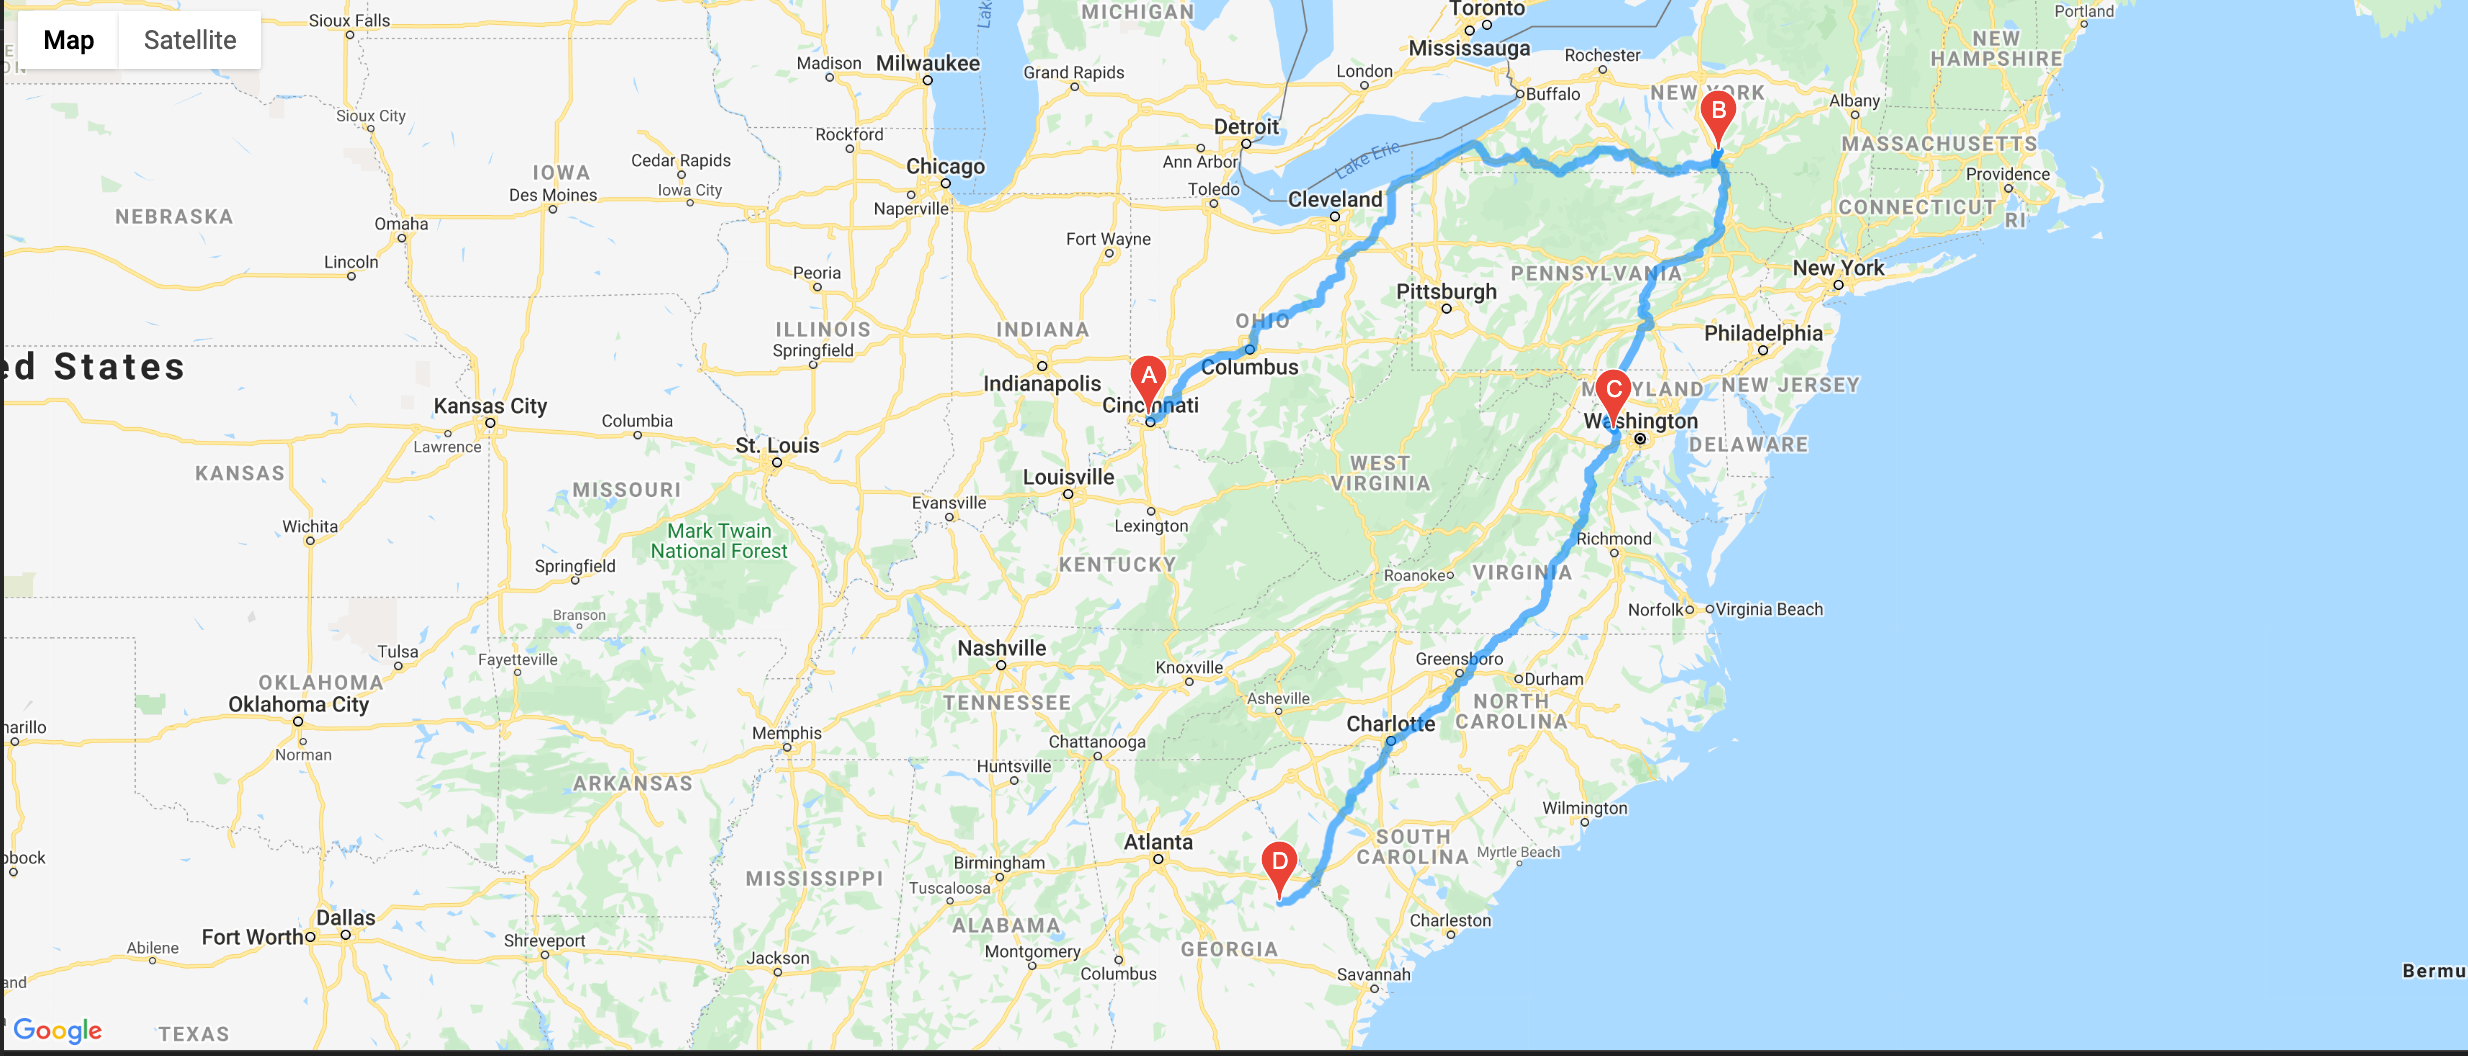 Map
Satellite
Sioux Falls
MICHIGAN
Toronto
Mississauga
Portland
NEW
HAMPSHIRE
Madison
Milwaukee
Grand Rapids
London
Rochester
Buffalo
NEW YORK
Albany
B
Sioux City
Rockford
Detroit
Ann Arbor
MASSACHUSETTS
Lake Erie
Cedar Rapids
Chicago
IOWA
Iowa City
Des Moines
Naperville
Toledo
Cleveland
Providence
CONNECTICUT
RI
NEBRASKA
Omaha
Fort Wayne
Lincoln
Peoria
PENNSYLVANIA
New York
Pittsburgh
ILLINOIS
INDIANA
OHIO
Philadelphia
Springfield
ed States
Columbus
A
Indianapolis
C
MARYLAND
NEW JERSEY
Kansas City
Cincinnati
Columbia
Washington
Lawrence
St. Louis
DELAWARE
KANSAS
WEST
VIRGINIA
Louisville
MISSOURI
Evansville
Wichita
Lexington
Mark Twain
National Forest
Richmond
KENTUCKY
Springfield
Roanoke
VIRGINIA
Branson
Norfolk
Virginia Beach
Nashville
Tulsa
Fayetteville
Knoxville
Greensboro
Durham
OKLAHOMA
Oklahoma City
TENNESSEE
Asheville
NORTH
CAROLINA
Charlotte
marillo
Memphis
Chattanooga
Norman
Huntsville
ARKANSAS
Wilmington
Atlanta
SOUTH
CAROLINA
Myrtle Beach
bbock
Birmingham
D
MISSISSIPPI
Tuscaloosa
Dallas
Fort Worth
ALABAMA
Charleston
Abilene
Shreveport
Montgomery
GEORGIA
Jackson
Columbus
Savannah
Bermu
and
Google
TEXAS